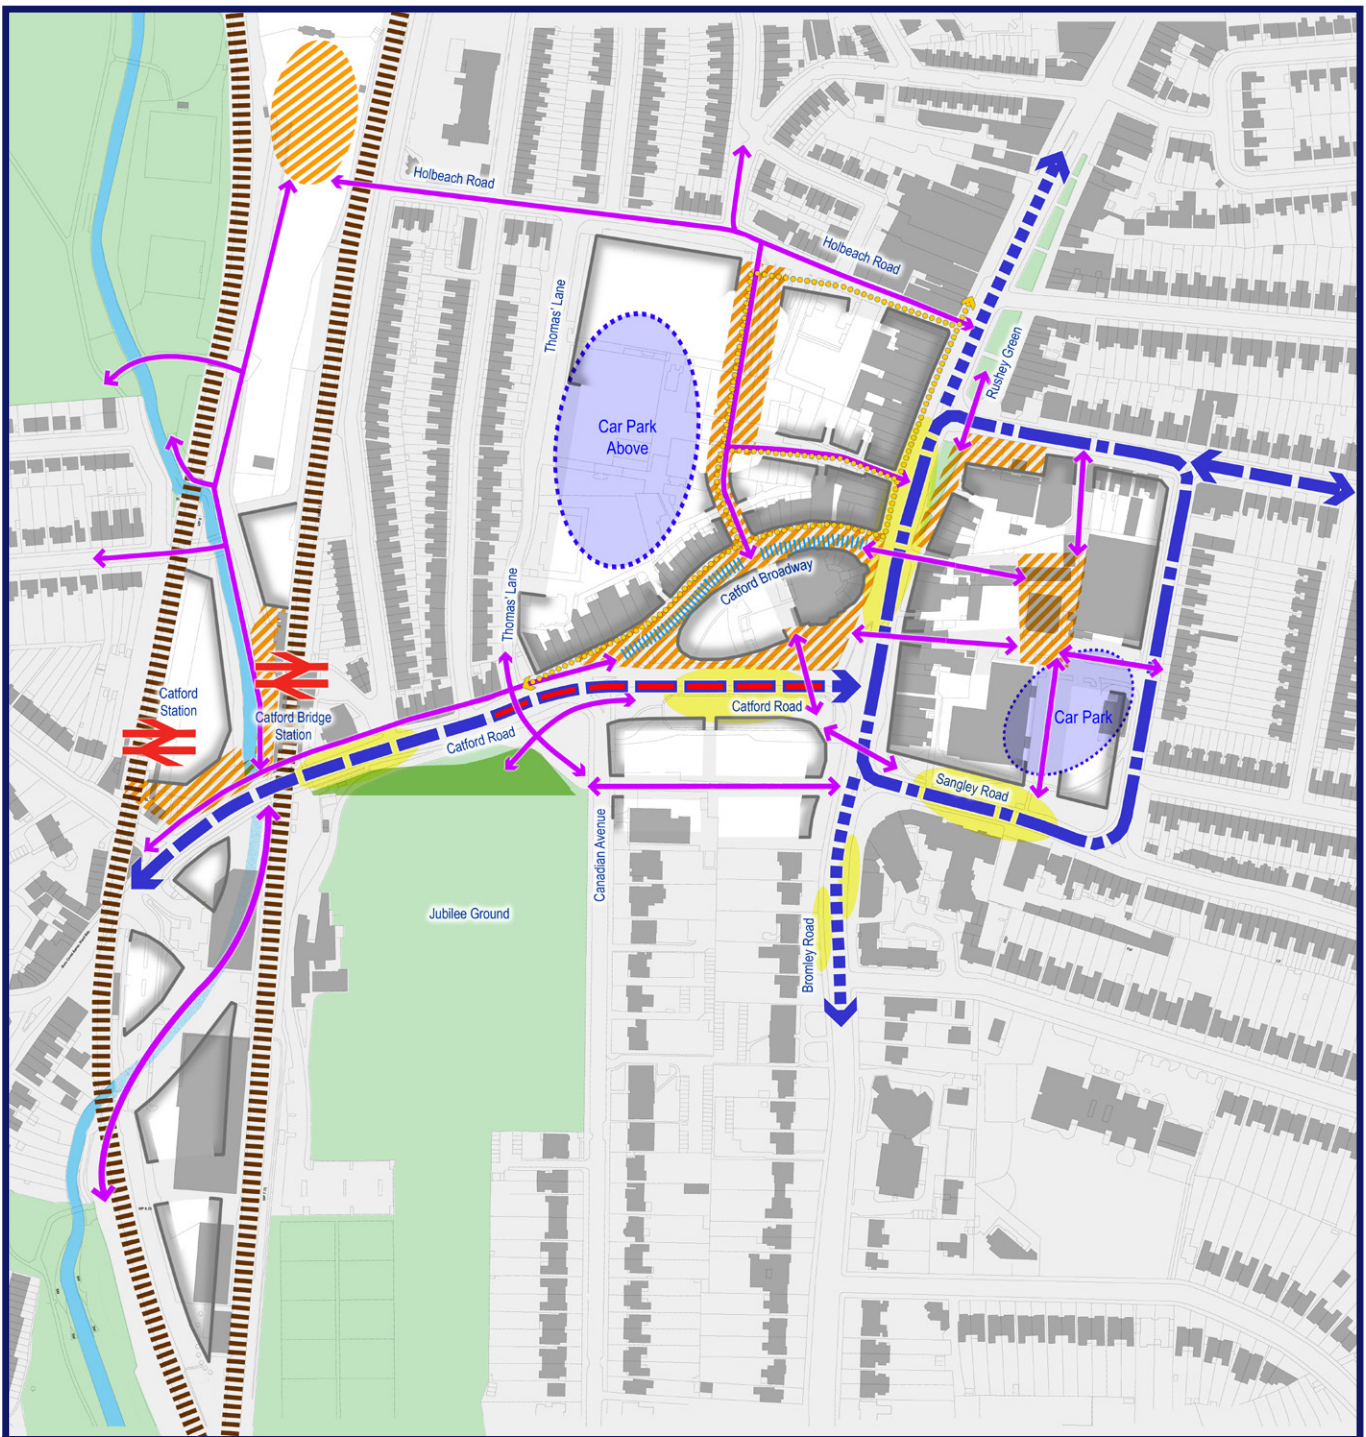 Holbeach Road
Holbeach Road
Thomas' Lane
Rushey Green
Car Park
Above
Catford Broadway
Thomas' Lane
Catford
Station
Catford Bridge
Station
Catford Road
Catford Road
Car Park
Sangley Road
Canadian Avenue
Jubilee Ground
Bromley Road